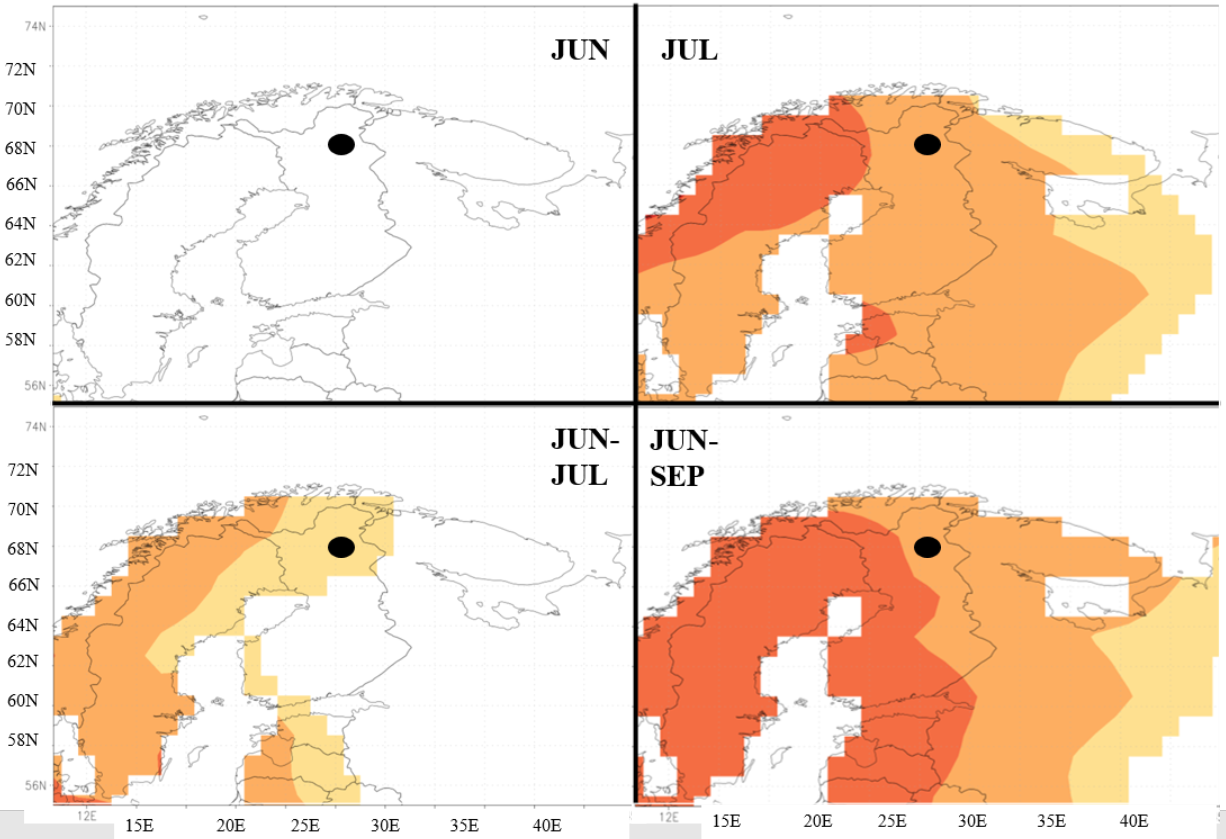 74N
72N
70N
68N
66N
64N
62N
60N
58N
56N
JUN
JUL
74N
72N
70N
68N
66N
64N
62N
60N
58N
56N
JUN-
JUL
JUN-
SEP
12E 15E 20E 25E 30E 35E 40E
12E 15E 20E 25E 30E 35E 40E